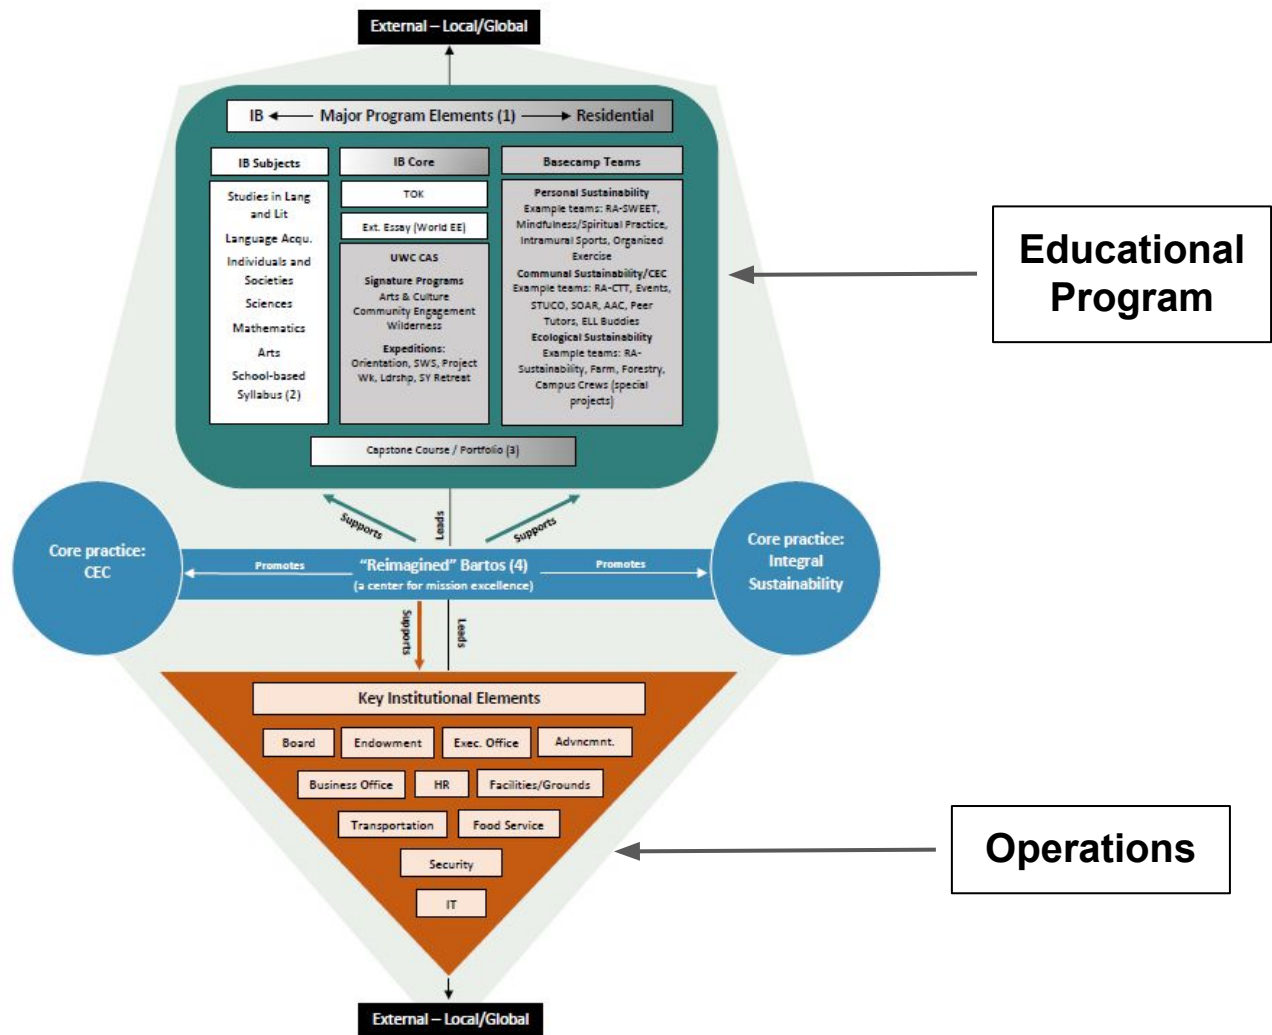 External – Local/Global
IB Major Program Elements (1) Residential
IB Subjects
Studies in Lang
and Lit
Language Acqu.
Individuals and
Societies
Sciences
Mathematics
Arts
School-based
Syllabus (2)
IB Core
TOK
Ext. Essay (World EE)
UWC CAS
Signature Programs
Arts & Culture
Community Engagement
Wilderness
Expeditions:
Orientation, SWS, Project
Wk, Ldrshp, SY Retreat
Basecamp Teams
Personal Sustainability
Example teams: RA-SWEET,
Mindfulness/Spiritual Practice,
Intramural Sports, Organized
Exercise
Communal Sustainability/CEC
Example teams: RA-CTT, Events,
STUCO, SOAR, AAC, Peer
Tutors, ELL Buddies
Ecological Sustainability
Example teams: RA-
Sustainability, Farm, Forestry,
Campus Crews (special
projects)
Capstone Course / Portfolio (3)
Educational
Program
Supports
Leads
Supports
Core practice:
CEC
Promotes
"Reimagined" Bartos (4)
(a center for mission excellence)
Promotes
Core practice:
Integral
Sustainability
Supports
Leads
Key Institutional Elements
Board
Endowment
Exec. Office
Advncmnt.
Business Office
HR
Facilities/Grounds
Transportation
Food Service
Security
IT
Operations
External – Local/Global